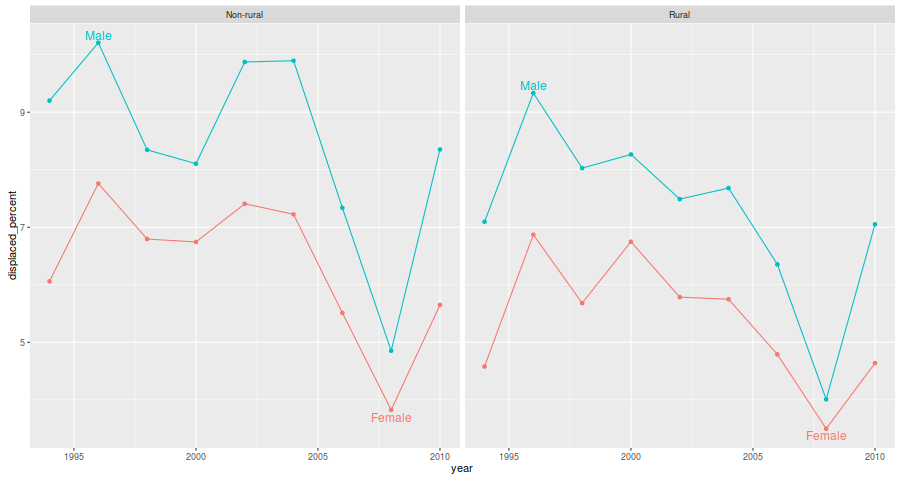 Non-rural
Rural
Male
Male
9
7
5
displaced_percent
Female
Female
1995
2000
2005
2010
1995
2000
2005
2010
year